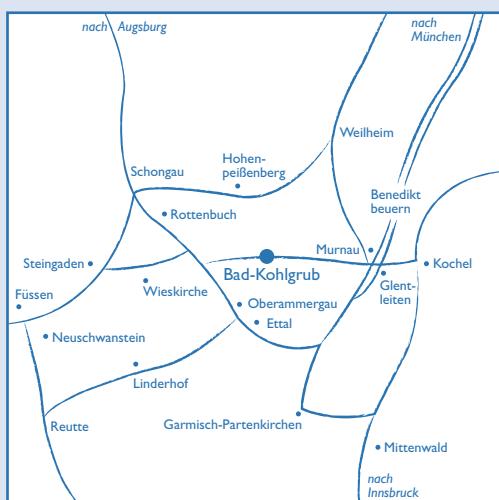 nach Augsburg
nach
München
Weilheim
Hohen-
peißenberg
Schongau
Benedikt
beuern
Rottenbuch
Murnau
Steingaden
Kochel
Bad-Kohlgrub
Wieskirche
Glent-
leiten
Füssen
Oberammergau
Ettal
Neuschwanstein
Linderhof
Garmisch-Partenkirchen
Reutte
Mittenwald
nach
Innsbruck